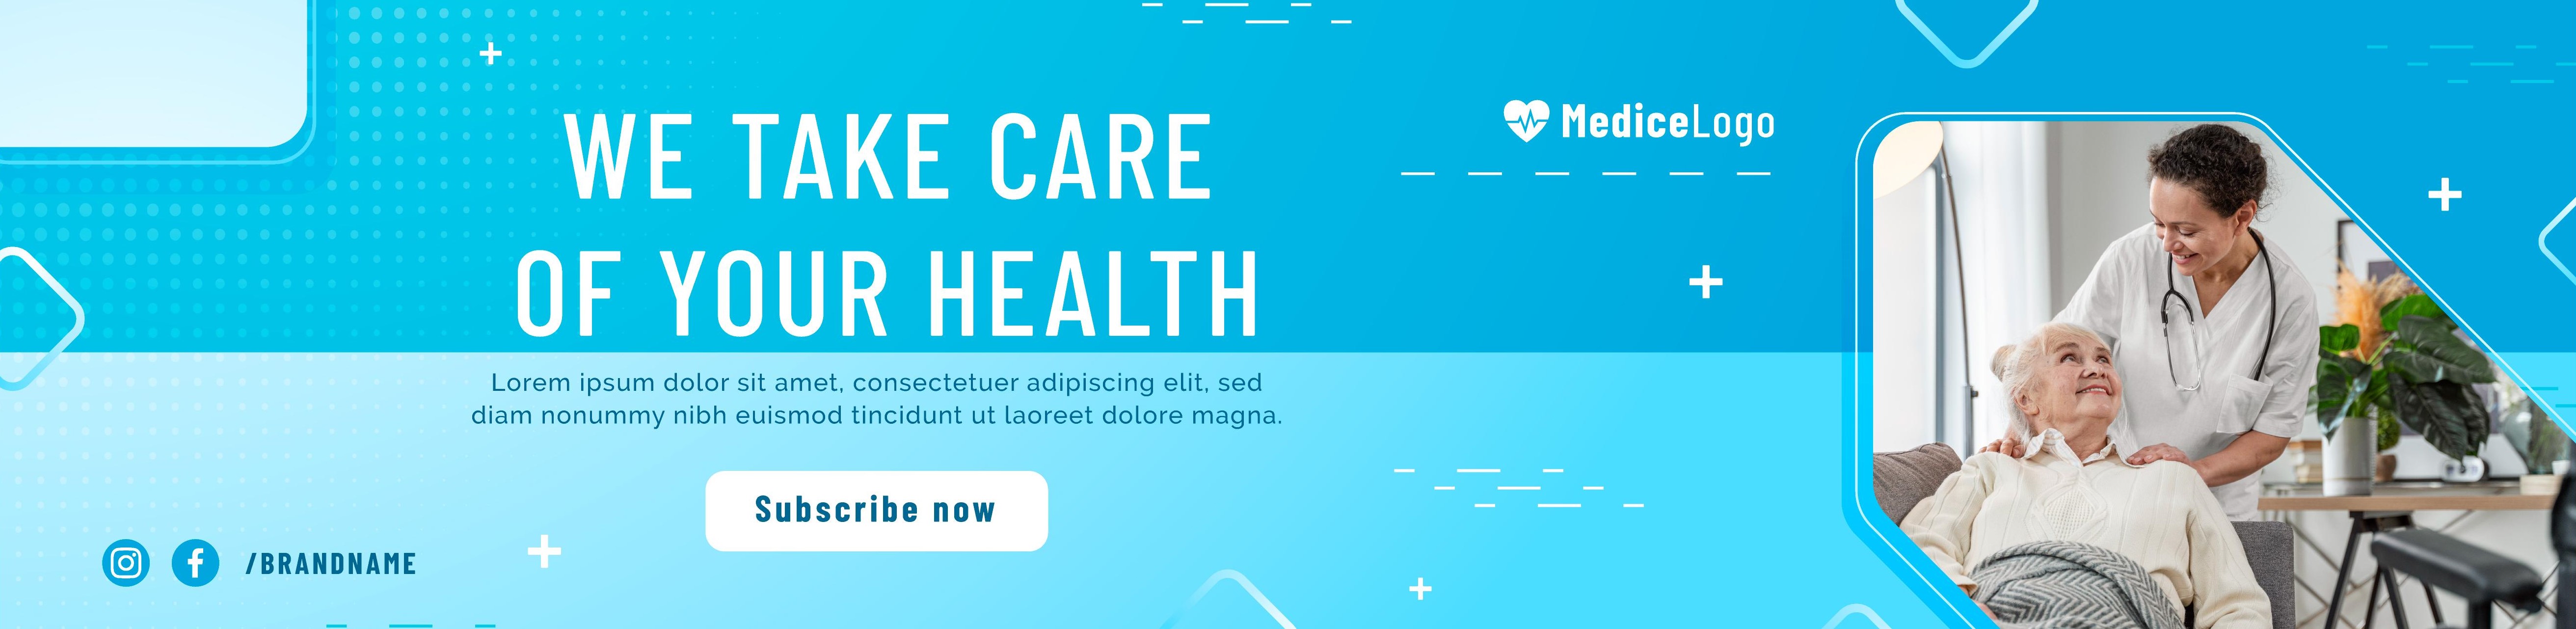 WE TAKE CARE
OF YOUR HEALTH
Lorem ipsum dolor sit amet, consectetuer adipiscing elit, sed
diam nonummy nibh euismod tincidunt ut laoreet dolore magna.
Subscribe now
/BRANDNAME
MediceLogo